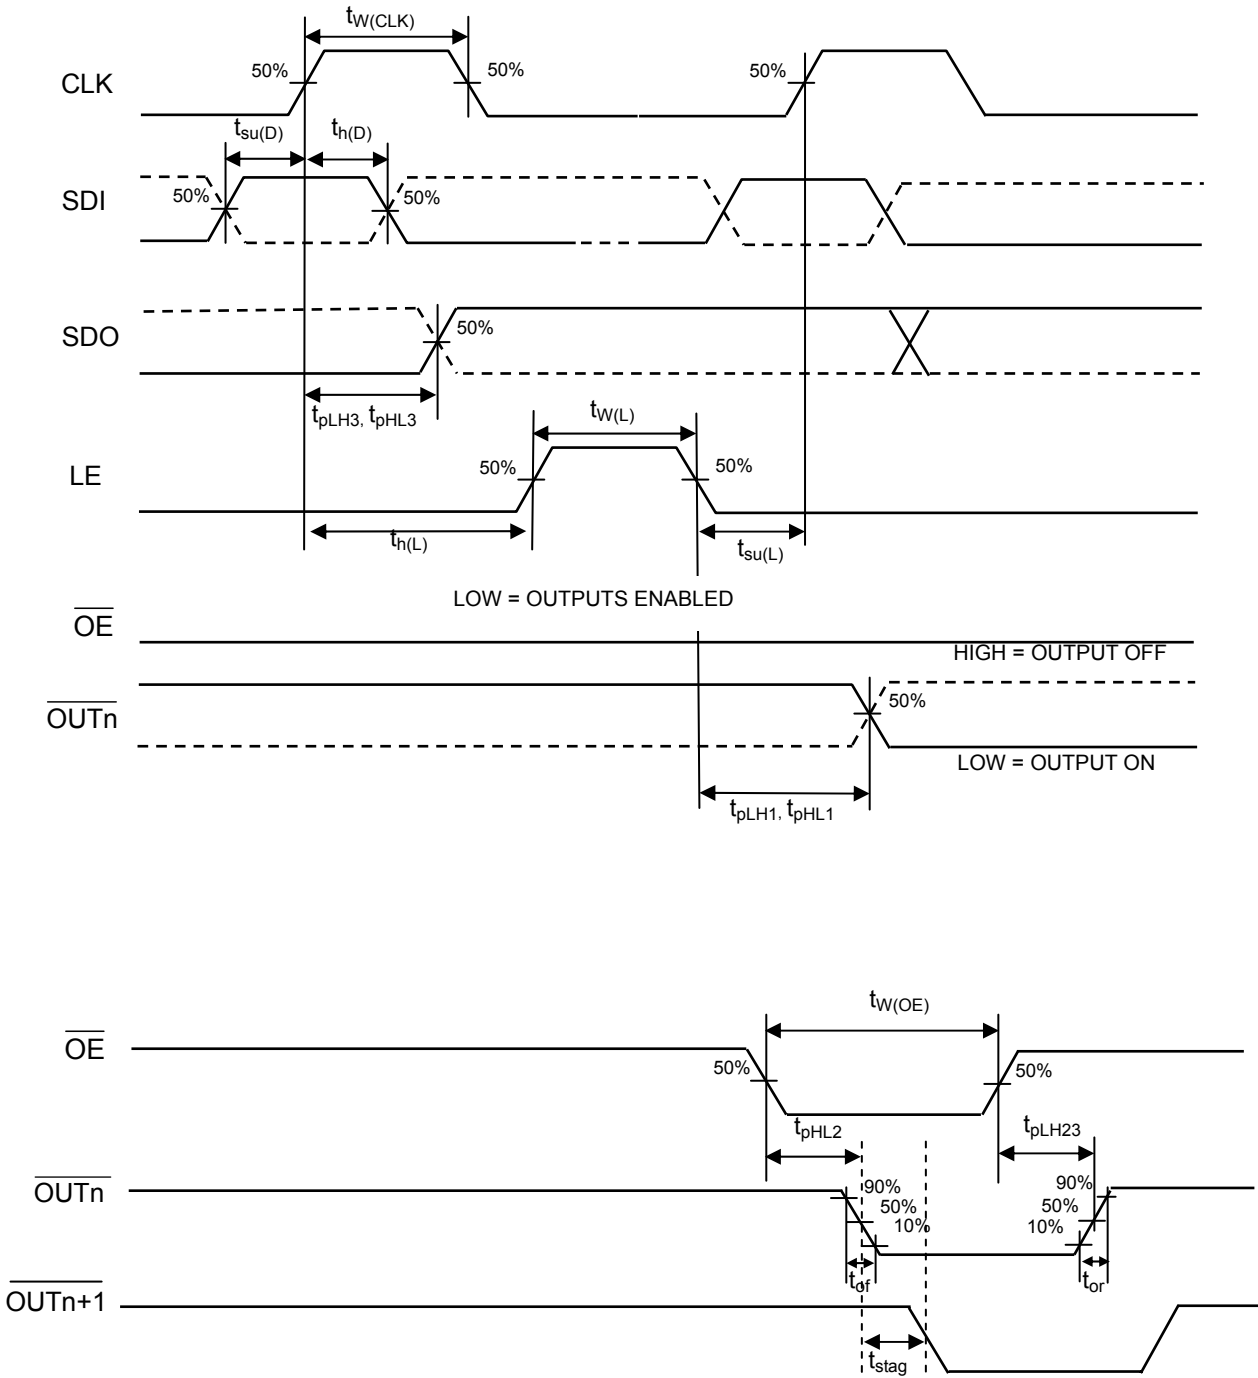 tW(CLK)
CLK
50%
50%
50%
tsu(D)
th(D)
SDI
50%
50%
SDO
50%
tpLH3, tpHL3
tW(L)
LE
50%
50%
th(L)
tsu(L)
LOW = OUTPUTS ENABLED
OE
HIGH = OUTPUT OFF
OUTn
50%
LOW = OUTPUT ON
tpLH1, tpHL1
tW(OE)
OE
50%
50%
tpHL2
tpLH23
OUTn
90%
50%
10%
90%
50%
10%
tof
tor
OUTn+1
tstag